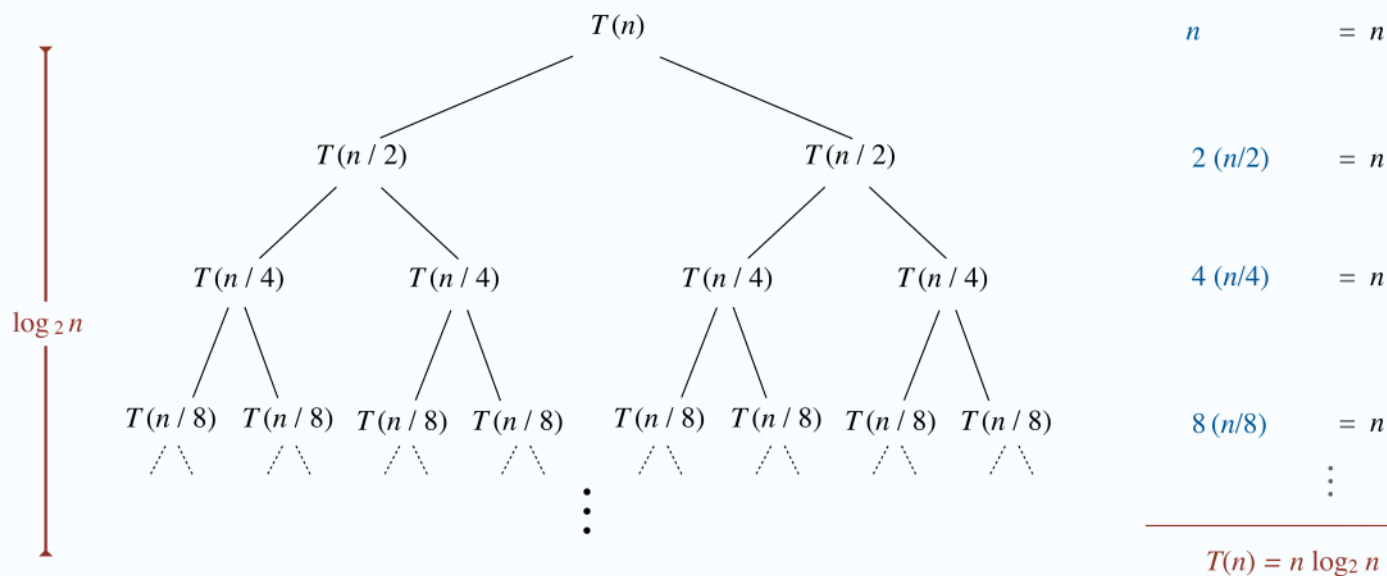 T(n) n = n
T(n / 2) T(n / 2) 2 (n/2) = n
T(n / 4) T(n / 4) T(n / 4) T(n / 4) 4 (n/4) = n
log 2 n
T(n / 8) T(n / 8) T(n / 8) T(n / 8) T(n / 8) T(n / 8) T(n / 8) T(n / 8) 8 (n/8) = n
⋮ ⋮
T(n) = n log₂ n